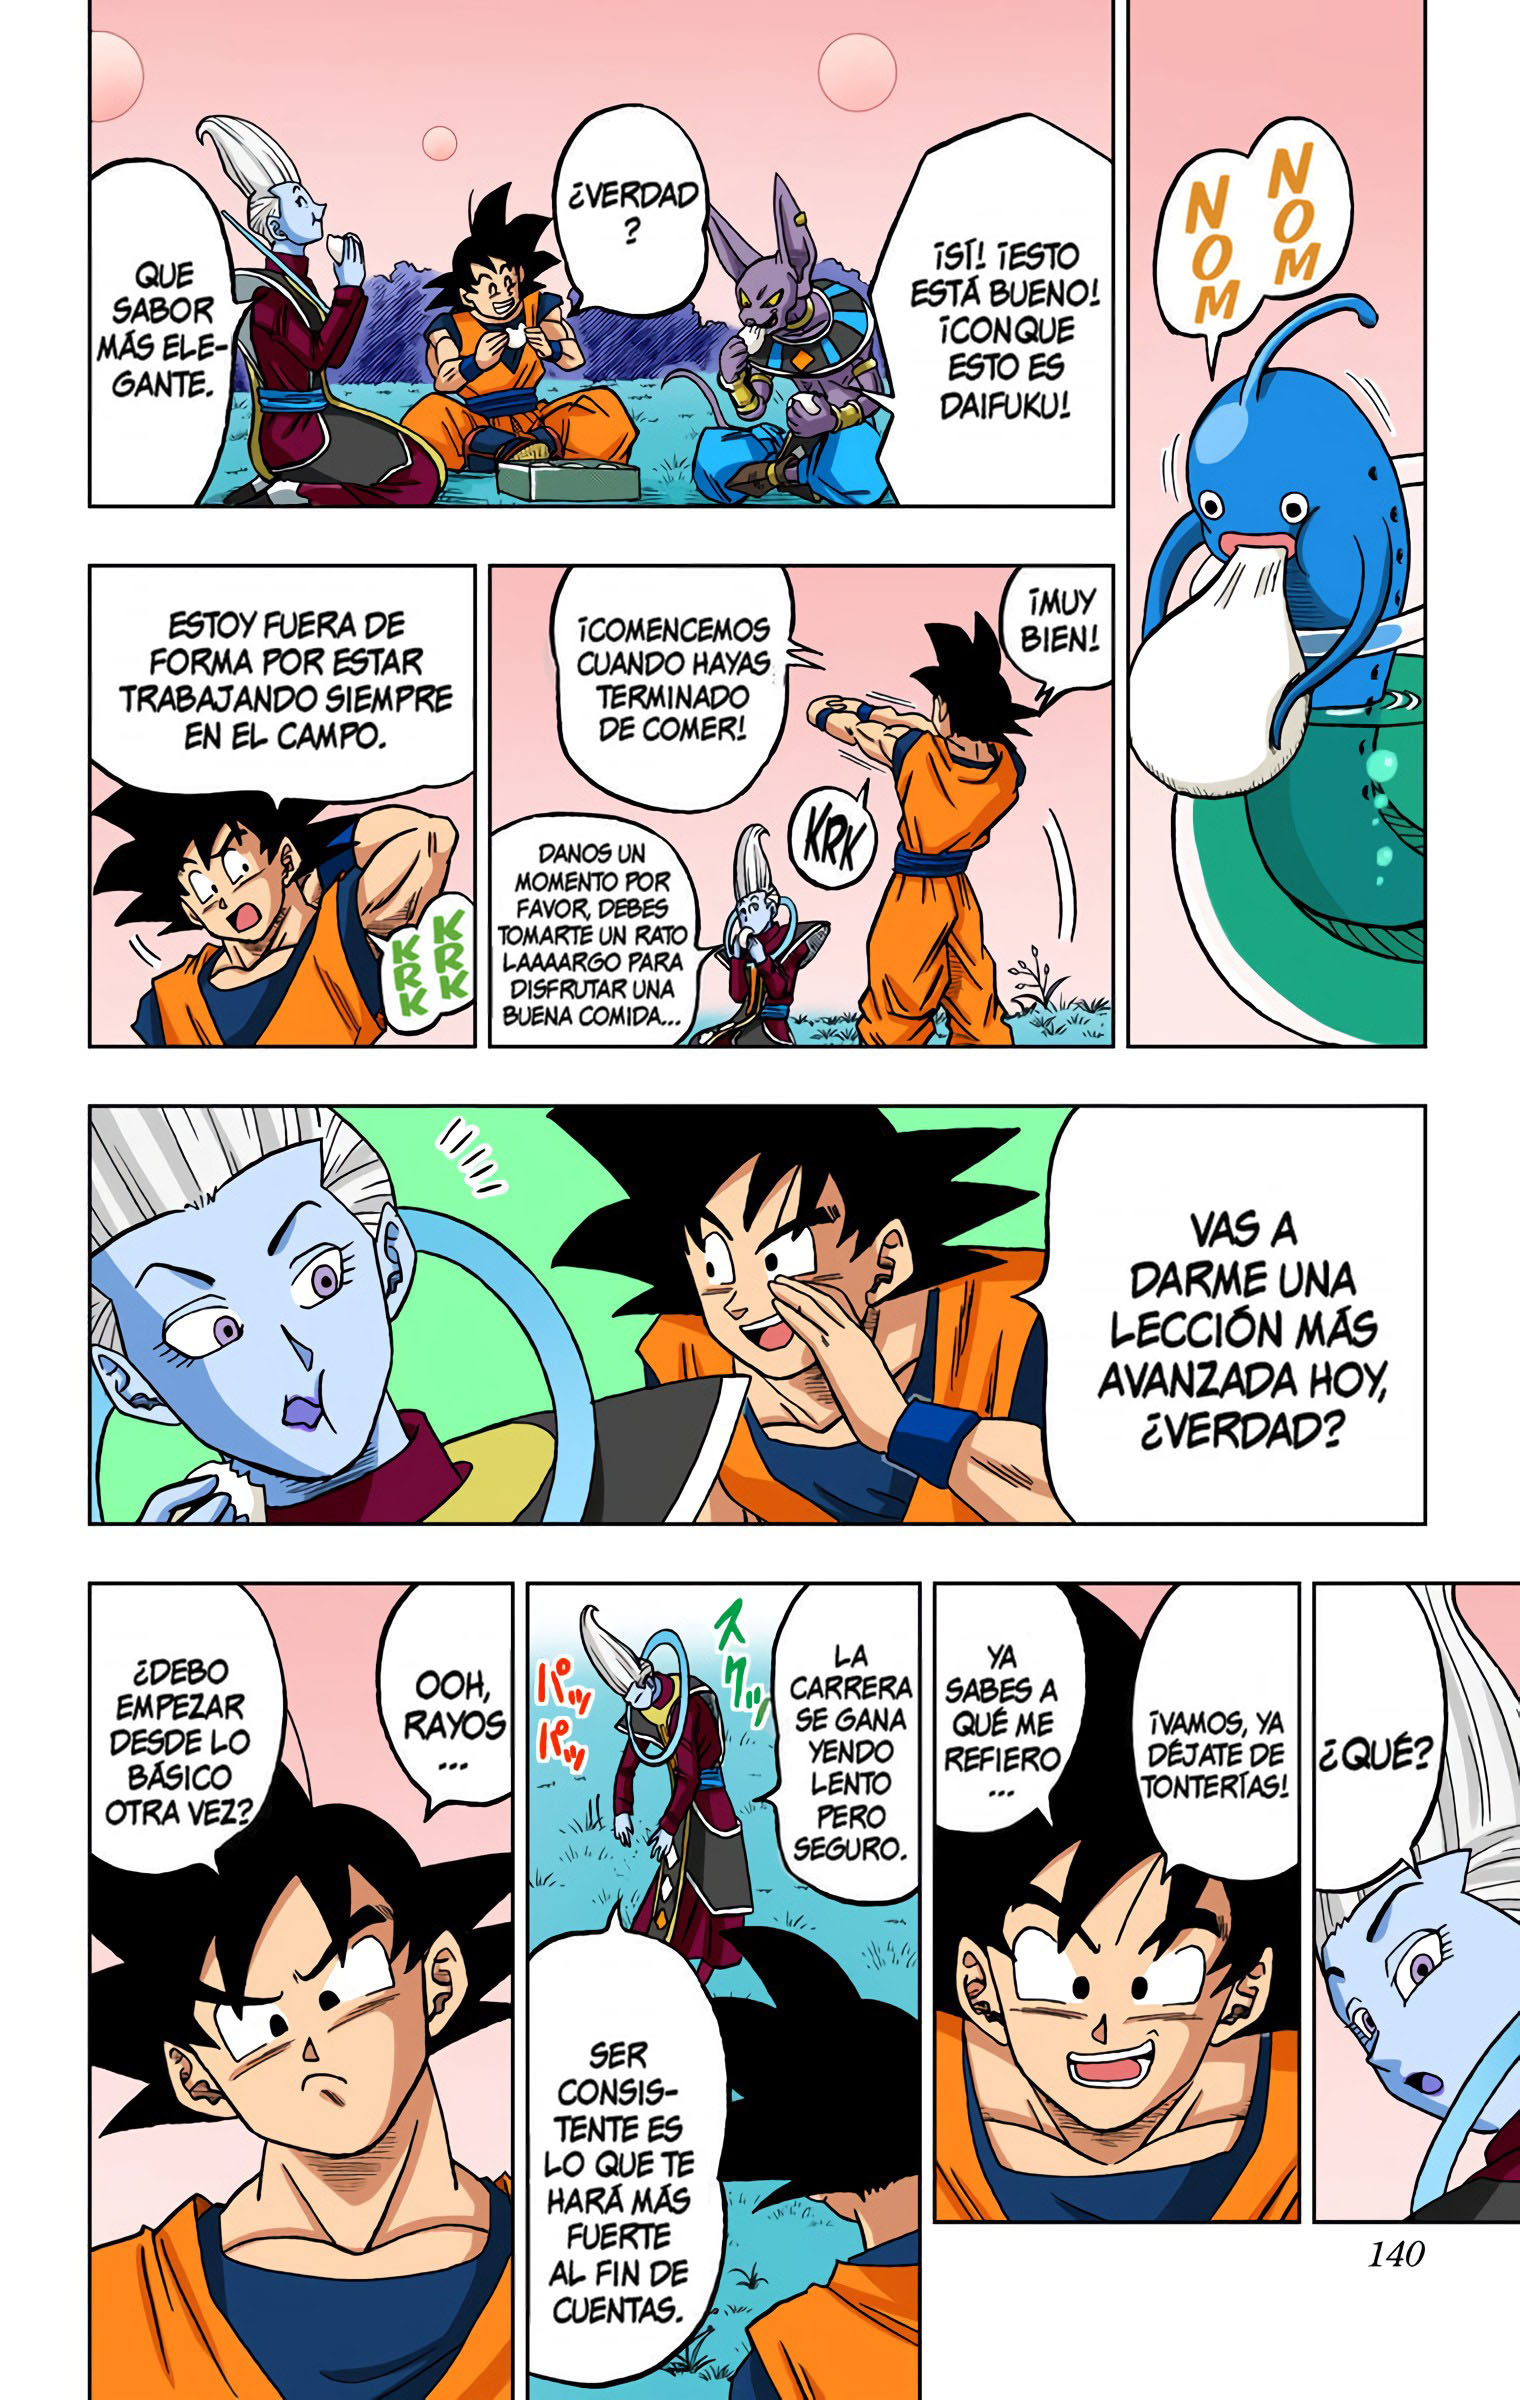 NOM
NOM
¡SÍ! ¡ESTO
ESTÁ BUENO!
¡CONQUE
ESTO ES
DAIFUKU!
¿VERDAD
?
QUE
SABOR
MÁS ELE-
GANTE.
¡MUY
BIEN!
¡COMENCEMOS
CUANDO HAYAS
TERMINADO
DE COMER!
KRK
DANOS UN
MOMENTO POR
FAVOR, DEBES
TOMARTE UN RATO
LAAAARGO PARA
DISFRUTAR UNA
BUENA COMIDA...
ESTOY FUERA DE
FORMA POR ESTAR
TRABAJANDO SIEMPRE
EN EL CAMPO.
KRK
KRK
VAS A
DARME UNA
LECCIÓN MÁS
AVANZADA HOY,
¿VERDAD?
¿QUÉ?
¡VAMOS, YA
DÉJATE DE
TONTERÍAS!
YA
SABES A
QUÉ ME
REFIERO
...
LA
CARRERA
SE GANA
YENDO
LENTO
PERO
SEGURO.
スクッ
パッ
パッ
SER
CONSIS-
TENTE ES
LO QUE TE
HARÁ MÁS
FUERTE
AL FIN DE
CUENTAS.
OOH,
RAYOS
...
¿DEBO
EMPEZAR
DESDE LO
BÁSICO
OTRA VEZ?
140